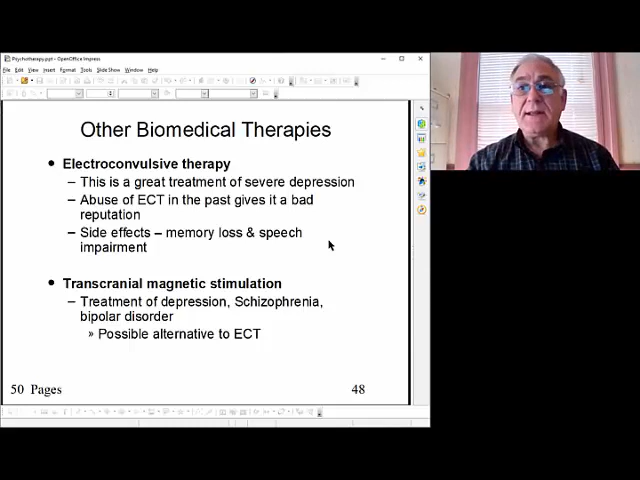 Psychotherapy.ppt - OpenOffice Impress
File Edit View Insert Format Tools Slide Show Window Help
Other Biomedical Therapies
• Electroconvulsive therapy
– This is a great treatment of severe depression
– Abuse of ECT in the past gives it a bad
reputation
– Side effects – memory loss & speech
impairment
• Transcranial magnetic stimulation
– Treatment of depression, Schizophrenia,
bipolar disorder
» Possible alternative to ECT
50 Pages
48